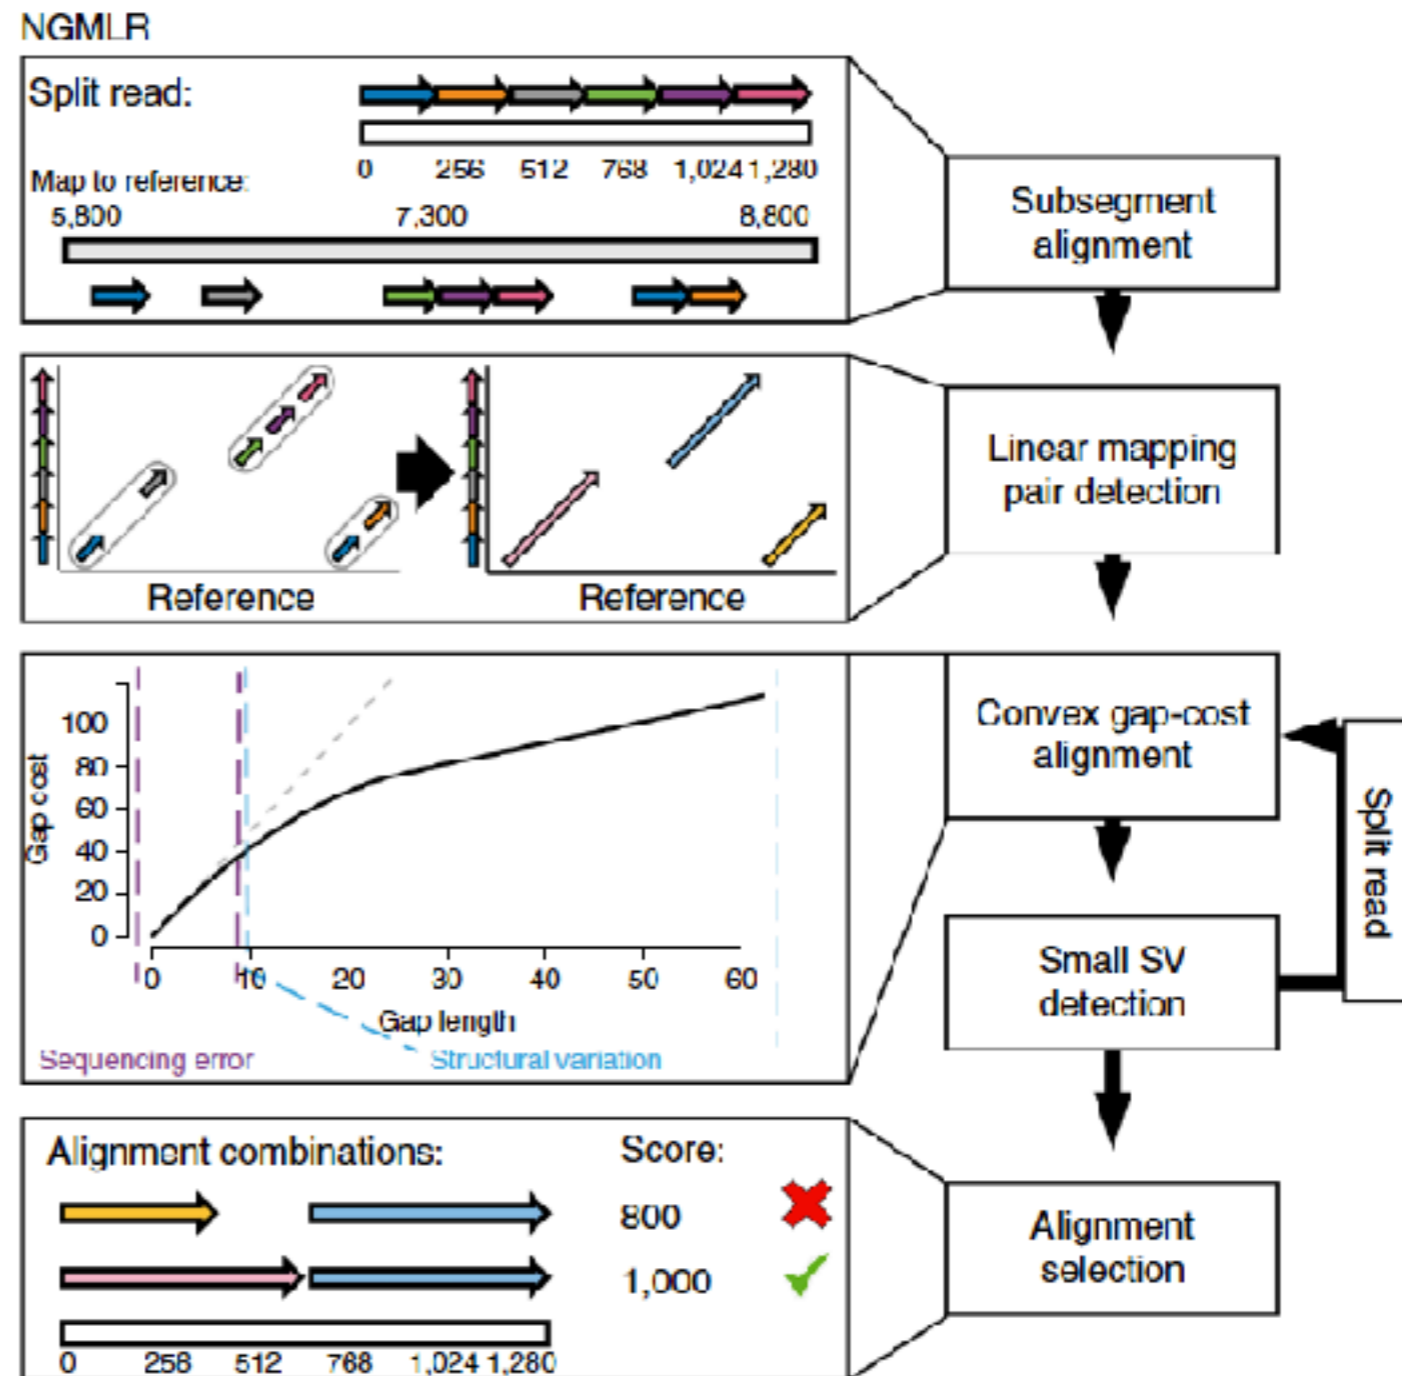 NGMLR
Split read:
0 256 512 768 1,024 1,280
Map to reference:
5,800 7,300 8,800
Subsegment
alignment
Linear mapping
pair detection
Reference Reference
Convex gap-cost
alignment
Split read
Gap cost
100
80
60
40
20
0
0 10 20 30 40 50 60
Gap length
Sequencing error Structural variation
Small SV
detection
Alignment combinations: Score:
800
1,000
0 256 512 768 1,024 1,280
Alignment
selection